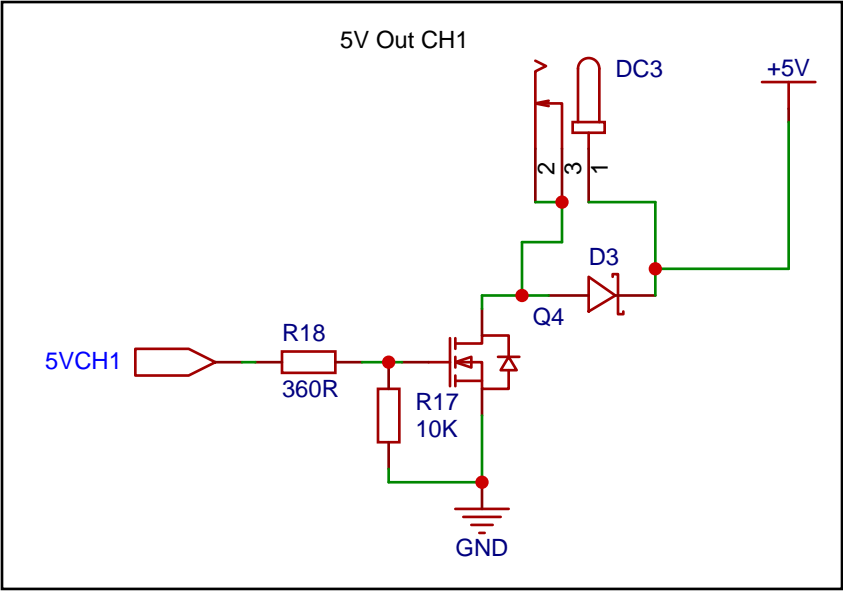 5V Out CH1
DC3
+5V
2
3
1
D3
Q4
R18
5VCH1
360R
R17
10K
GND